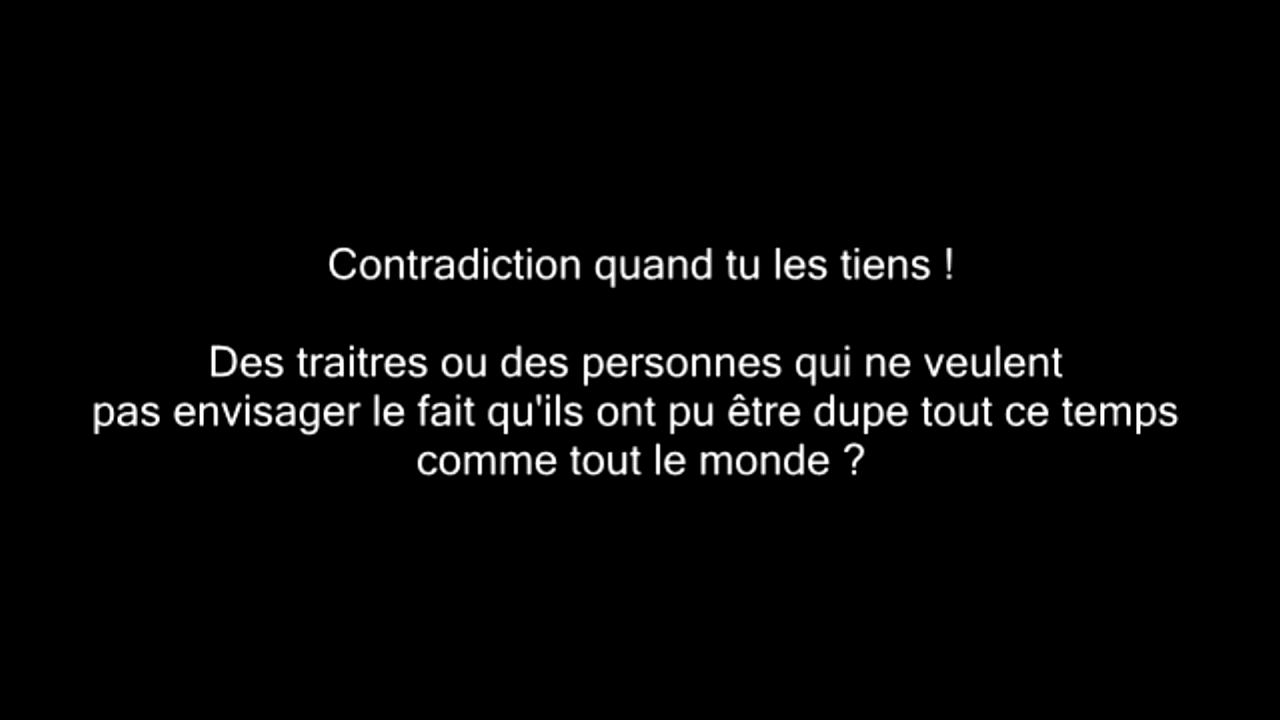 Contradiction quand tu les tiens !
Des traitres ou des personnes qui ne veulent
pas envisager le fait qu'ils ont pu être dupe tout ce temps
comme tout le monde ?